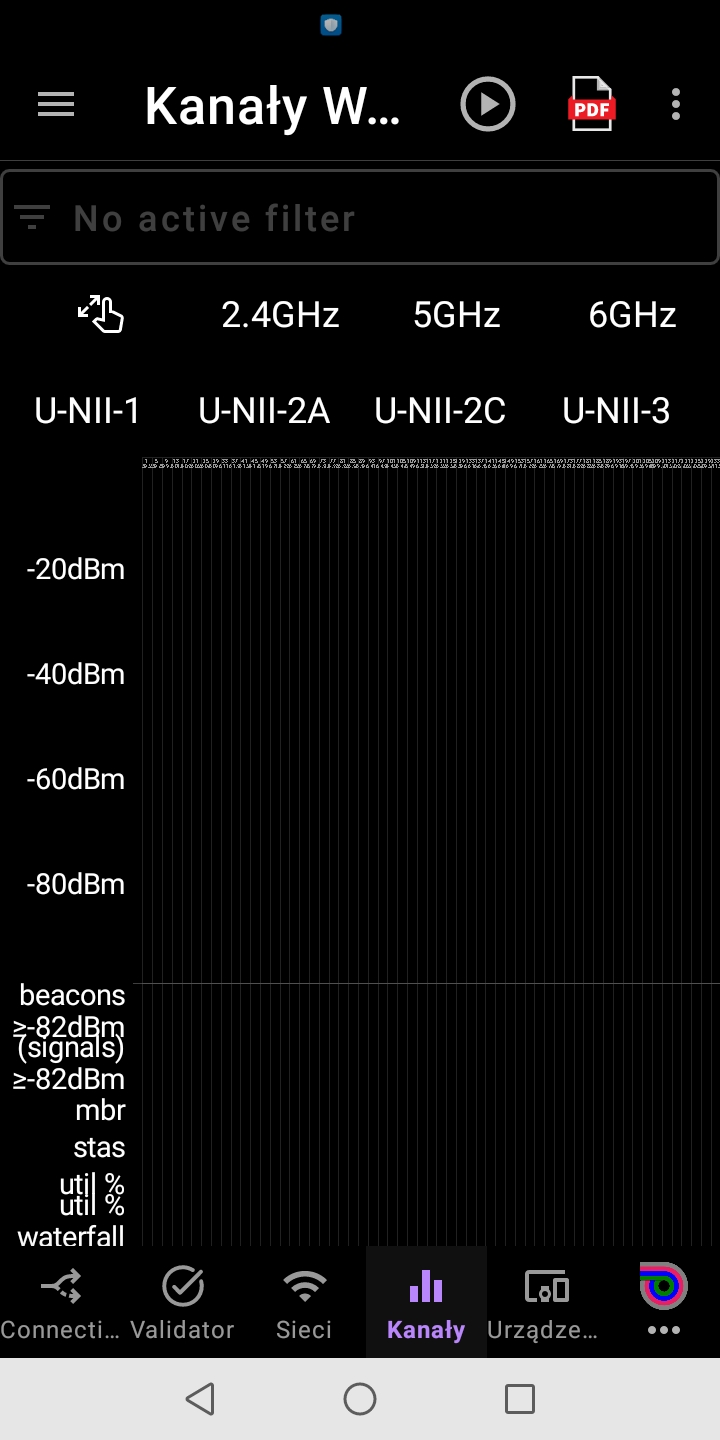 Kanały W...
PDF
No active filter
2.4GHz 5GHz 6GHz
U-NII-1 U-NII-2A U-NII-2C U-NII-3
-20dBm
-40dBm
-60dBm
-80dBm
beacons
≥-82dBm
(signals)
≥-82dBm
mbr
stas
util %
util %
waterfall
Connecti... Validator Sieci Kanały Urządze...